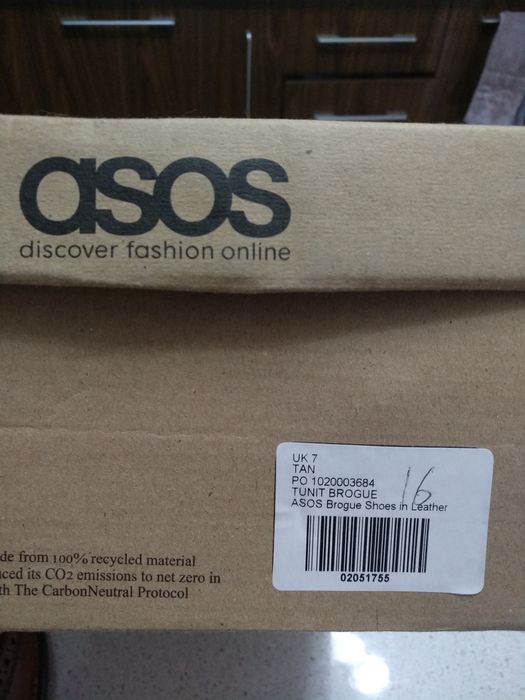 asos
discover fashion online
UK 7
TAN
PO 1020003684
TUNIT BROGUE
16
ASOS Brogue Shoes in Leather
02051755
de from 100% recycled material
ced its CO2 emissions to net zero in
th The CarbonNeutral Protocol